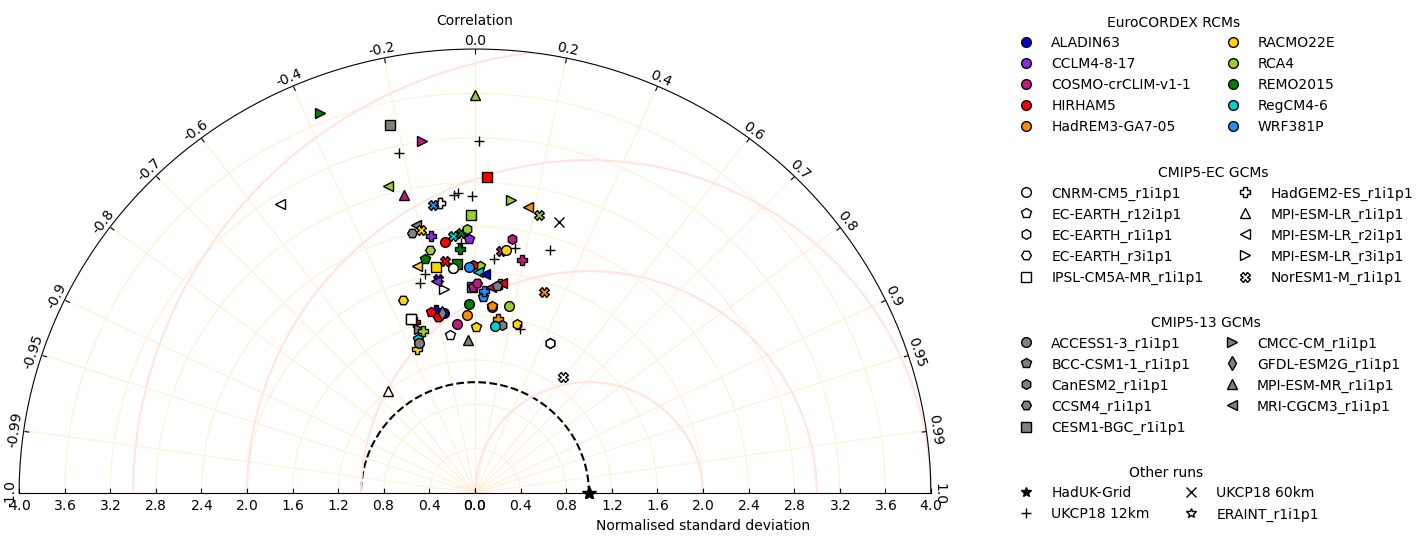 Correlation
0.0
-0.2
0.2
-0.4
0.4
-0.6
0.6
-0.7
0.7
-0.8
0.8
-0.9
0.9
-0.95
0.95
-0.99
0.99
-1.0
1.0
4.0 3.6 3.2 2.8 2.4 2.0 1.6 1.2 0.8 0.4 0.0 0.4 0.8 1.2 1.6 2.0 2.4 2.8 3.2 3.6 4.0
Normalised standard deviation
EuroCORDEX RCMs
ALADIN63 RACMO22E
CCLM4-8-17 RCA4
COSMO-crCLIM-v1-1 REMO2015
HIRHAM5 RegCM4-6
HadREM3-GA7-05 WRF381P
CMIP5-EC GCMs
CNRM-CM5_r1i1p1 HadGEM2-ES_r1i1p1
EC-EARTH_r12i1p1 MPI-ESM-LR_r1i1p1
EC-EARTH_r1i1p1 MPI-ESM-LR_r2i1p1
EC-EARTH_r3i1p1 MPI-ESM-LR_r3i1p1
IPSL-CM5A-MR_r1i1p1 NorESM1-M_r1i1p1
CMIP5-13 GCMs
ACCESS1-3_r1i1p1 CMCC-CM_r1i1p1
BCC-CSM1-1_r1i1p1 GFDL-ESM2G_r1i1p1
CanESM2_r1i1p1 MPI-ESM-MR_r1i1p1
CCSM4_r1i1p1 MRI-CGCM3_r1i1p1
CESM1-BGC_r1i1p1
Other runs
HadUK-Grid UKCP18 60km
UKCP18 12km ERAINT_r1i1p1